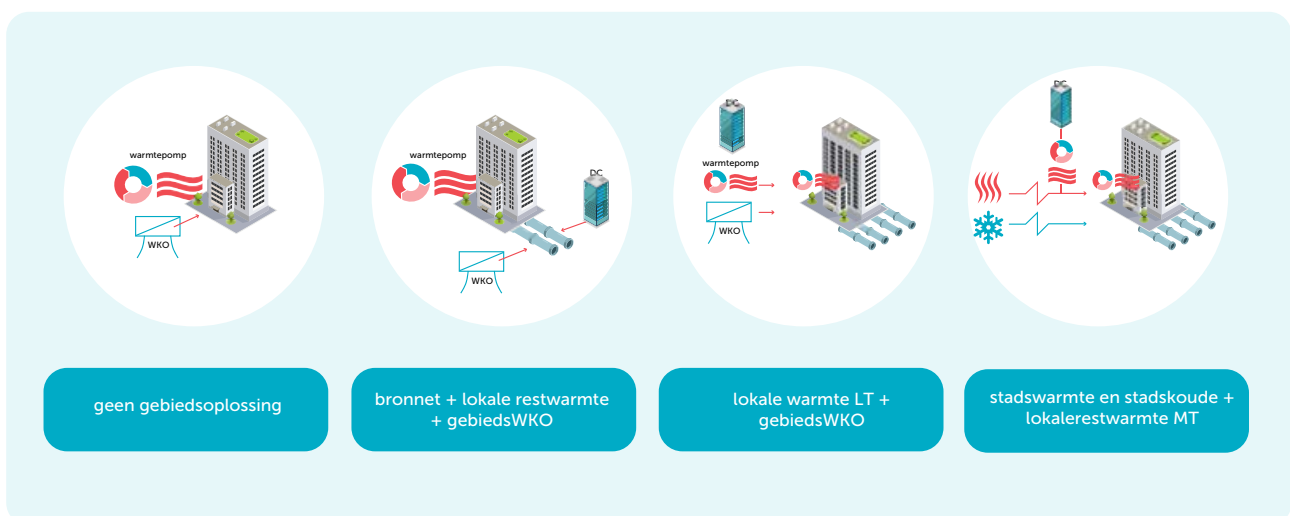 warmtepomp
WKO
geen gebiedsoplossing
warmtepomp
DC
WKO
bronnet + lokale restwarmte
+ gebiedsWKO
DC
warmtepomp
WKO
lokale warmte LT +
gebiedsWKO
DC
stadswarmte en stadskoude +
lokalerestwarmte MT